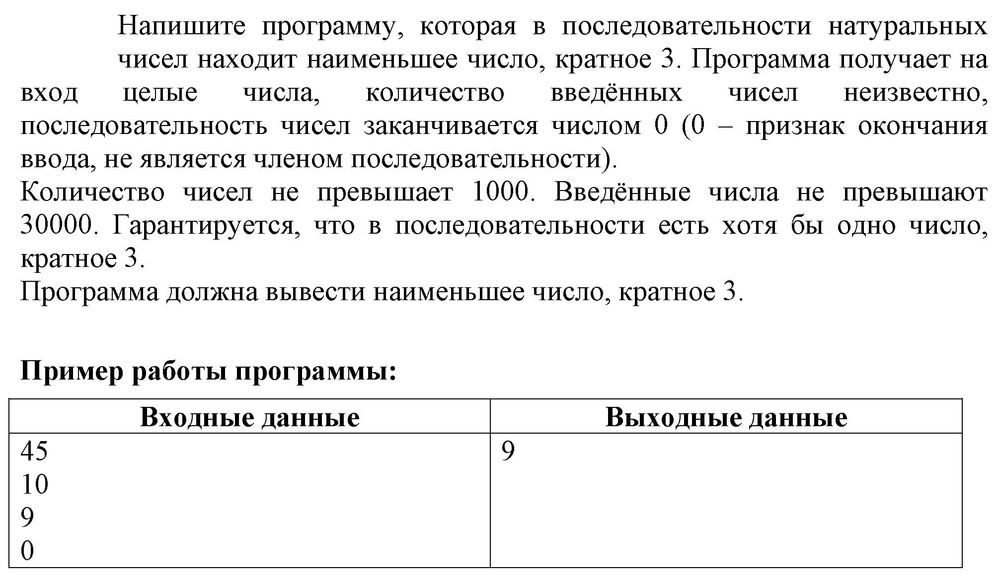 Напишите программу, которая в последовательности натуральных
чисел находит наименьшее число, кратное 3. Программа получает на
вход целые числа, количество введённых чисел неизвестно,
последовательность чисел заканчивается числом 0 (0 – признак окончания
ввода, не является членом последовательности).
Количество чисел не превышает 1000. Введённые числа не превышают
30000. Гарантируется, что в последовательности есть хотя бы одно число,
кратное 3.
Программа должна вывести наименьшее число, кратное 3.
Пример работы программы:
Входные данные Выходные данные
45 9
10
9
0